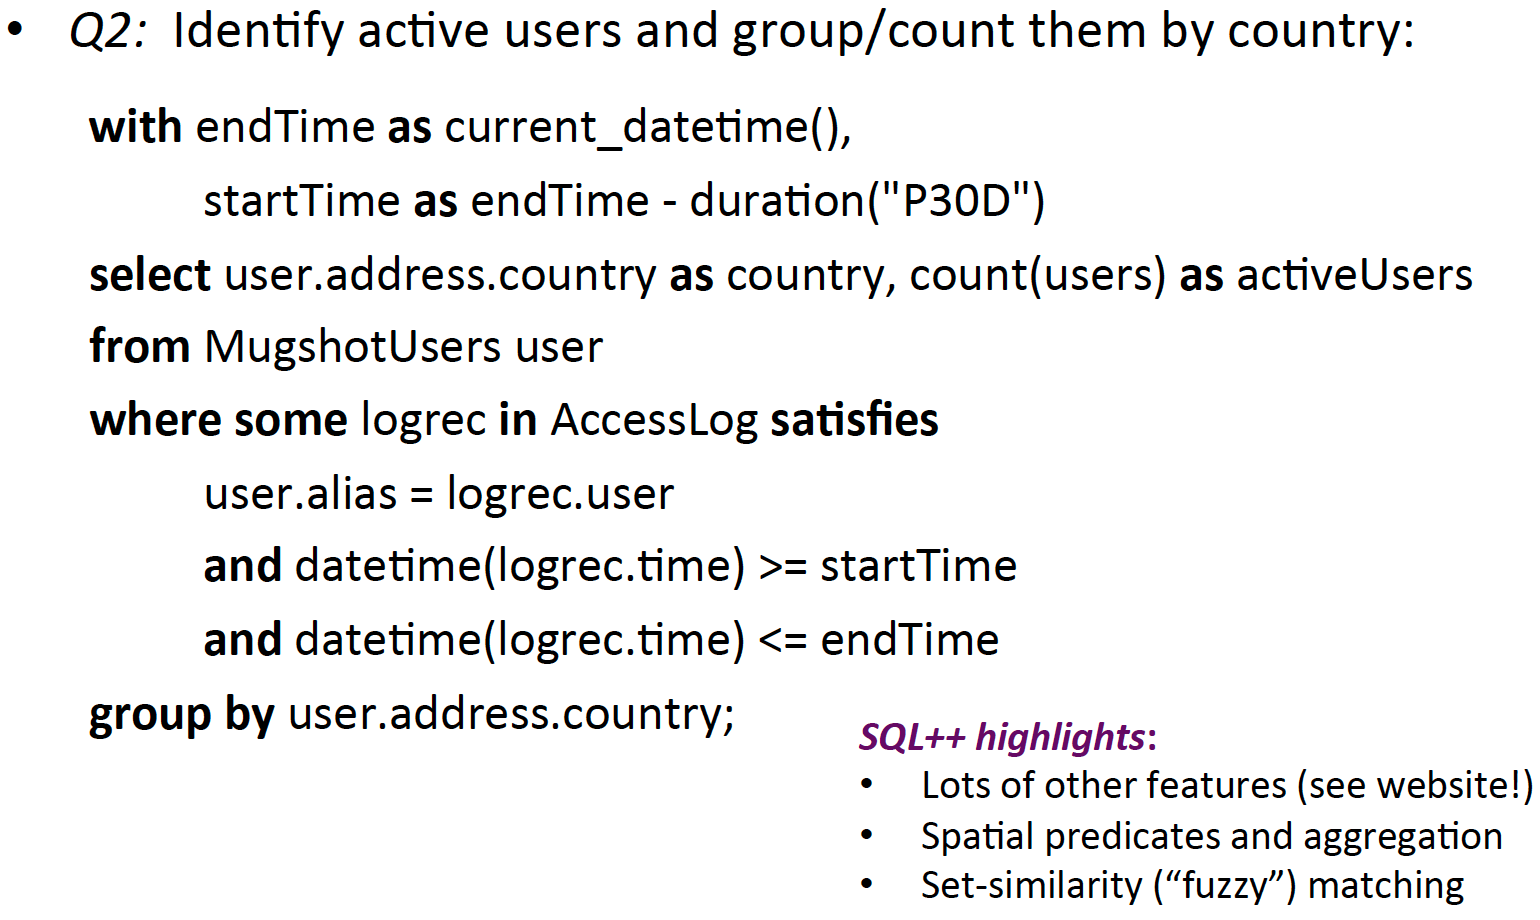 • Q2: Identify active users and group/count them by country:
with endTime as current_datetime(),
startTime as endTime - duration("P30D")
select user.address.country as country, count(users) as activeUsers
from MugshotUsers user
where some logrec in AccessLog satisfies
user.alias = logrec.user
and datetime(logrec.time) >= startTime
and datetime(logrec.time) <= endTime
group by user.address.country;
SQL++ highlights:
• Lots of other features (see website!)
• Spatial predicates and aggregation
• Set-similarity (“fuzzy”) matching